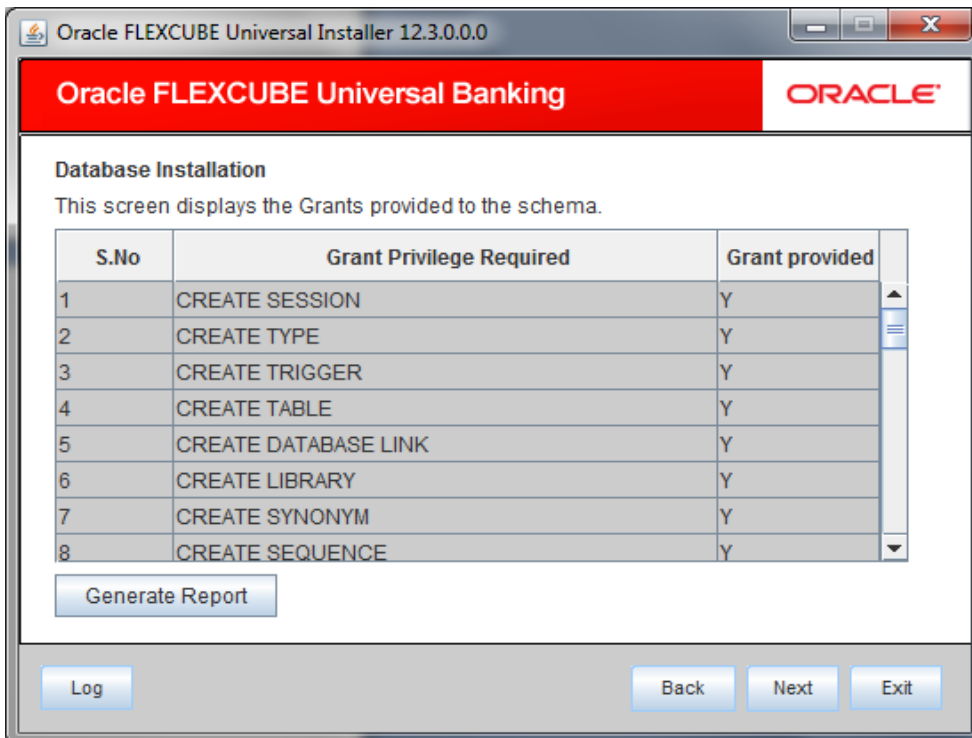 Oracle FLEXCUBE Universal Installer 12.3.0.0.0
Oracle FLEXCUBE Universal Banking
ORACLE
Database Installation
This screen displays the Grants provided to the schema.
S.No Grant Privilege Required Grant provided
1 CREATE SESSION Y
2 CREATE TYPE Y
3 CREATE TRIGGER Y
4 CREATE TABLE Y
5 CREATE DATABASE LINK Y
6 CREATE LIBRARY Y
7 CREATE SYNONYM Y
8 CREATE SEQUENCE Y
Generate Report
Log Back Next Exit